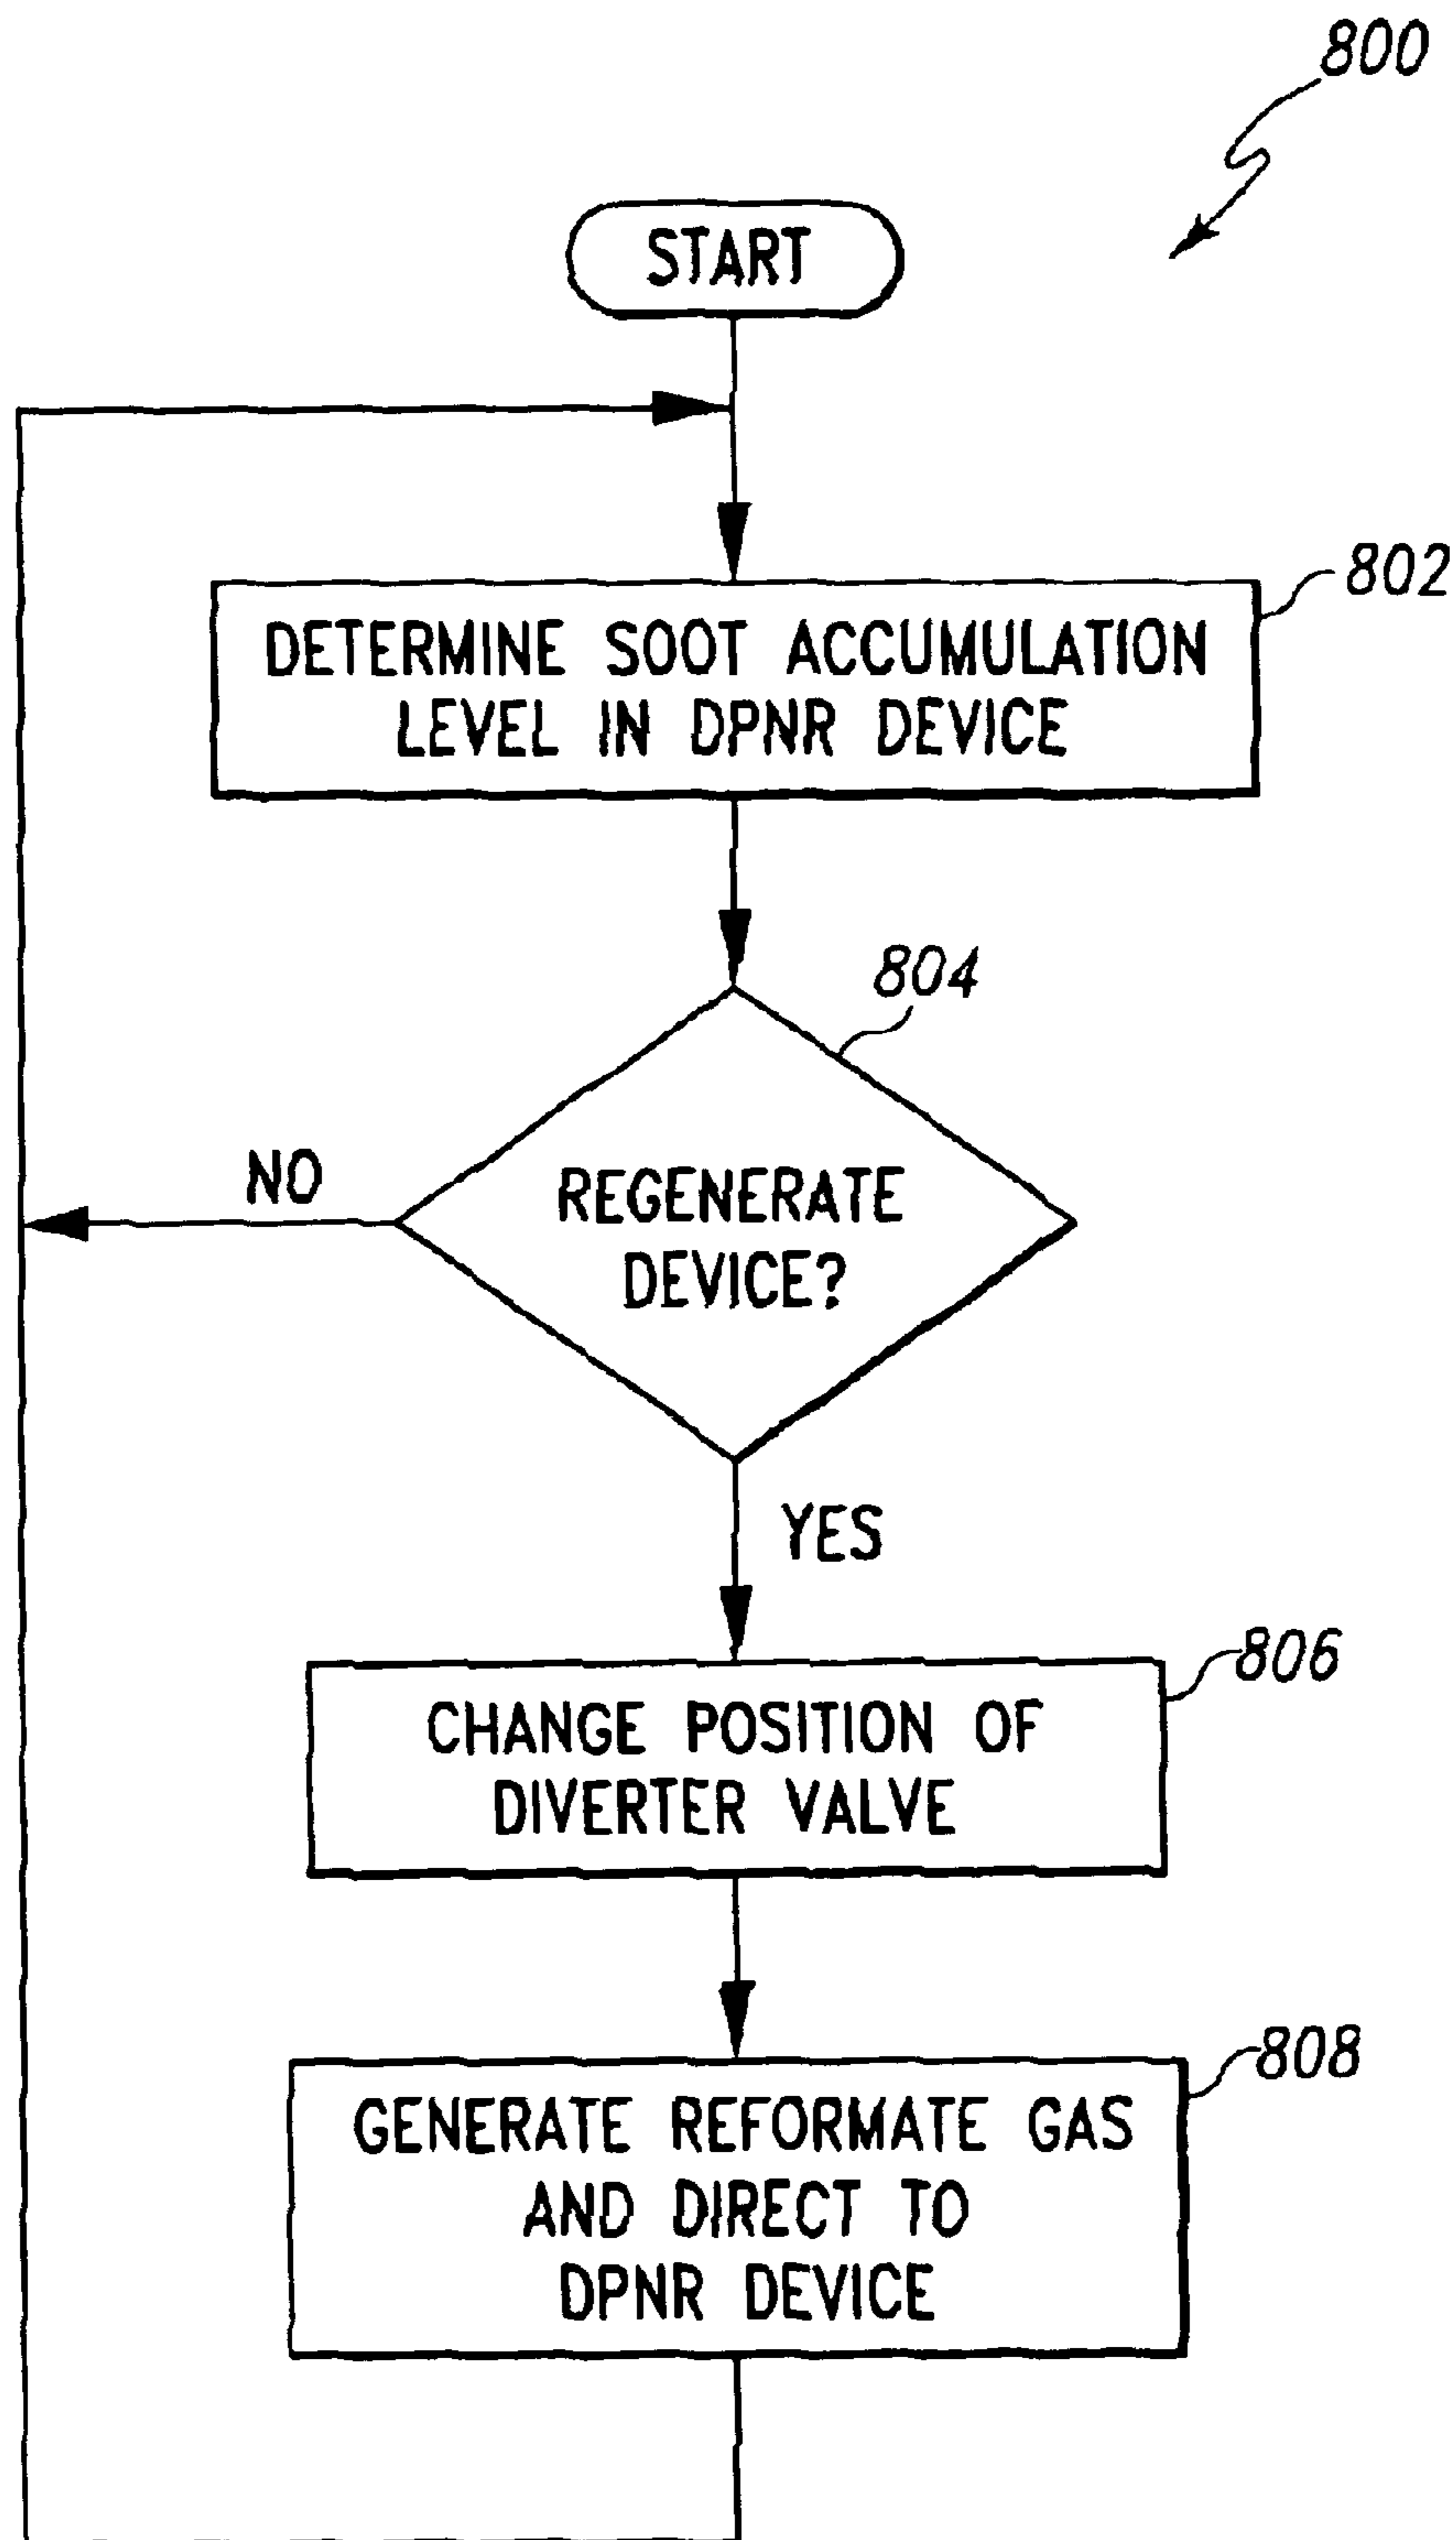 800
START
802
DETERMINE SOOT ACCUMULATION
LEVEL IN DPNR DEVICE
804
NO
REGENERATE
DEVICE?
YES
806
CHANGE POSITION OF
DIVERTER VALVE
808
GENERATE REFORMATE GAS
AND DIRECT TO
DPNR DEVICE